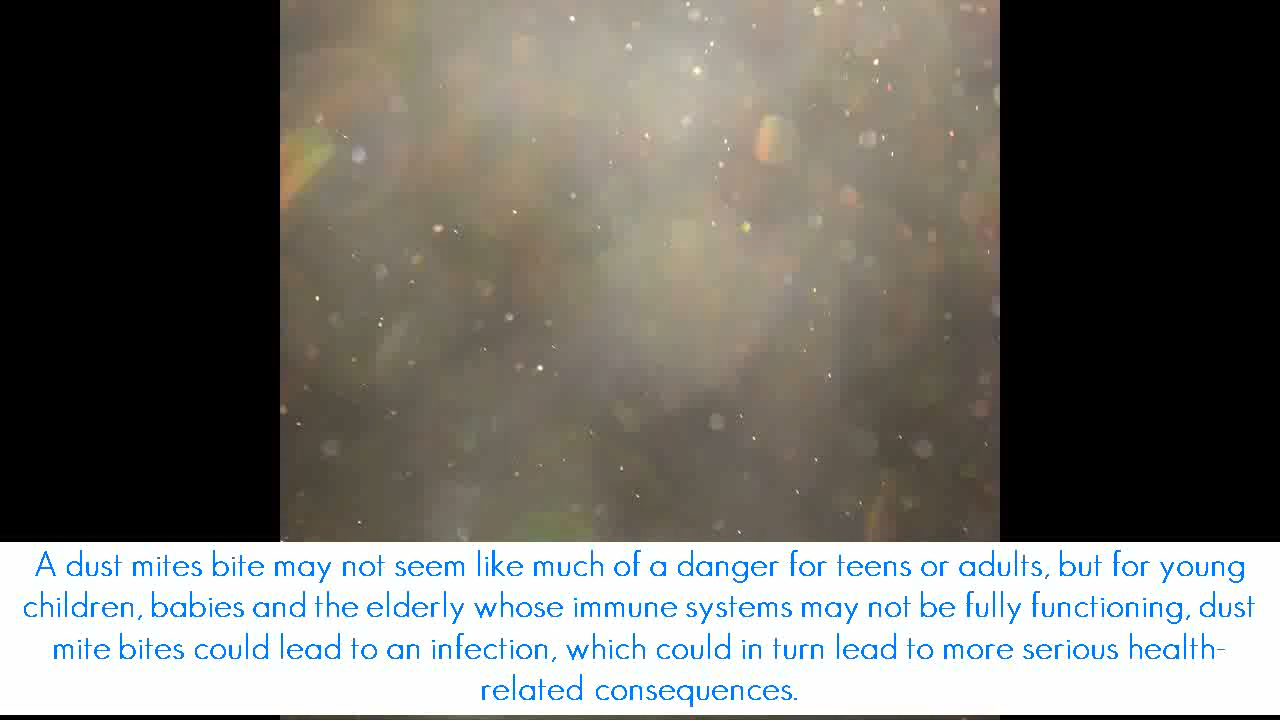 A dust mites bite may not seem like much of a danger for teens or adults, but for young
children, babies and the elderly whose immune systems may not be fully functioning, dust
mite bites could lead to an infection, which could in turn lead to more serious health-
related consequences.